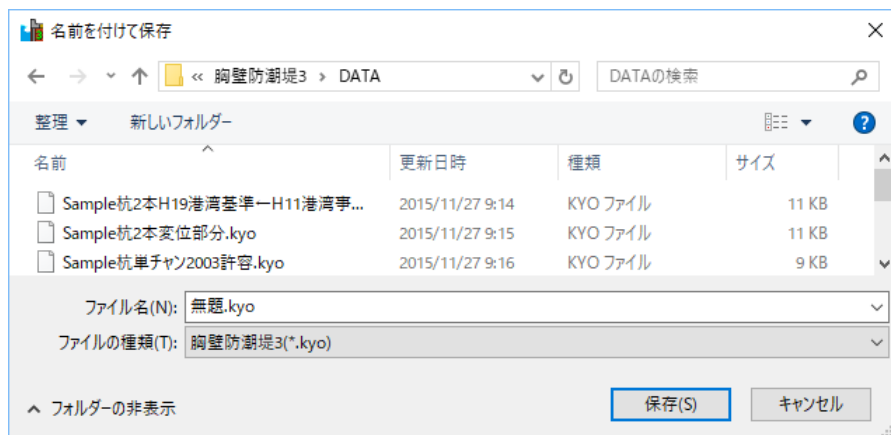 名前を付けて保存
« 胸壁防潮堤3 › DATA DATAの検索
整理 新しいフォルダー
名前 更新日時 種類 サイズ
Sample杭2本H19港湾基準ーH11港湾事... 2015/11/27 9:14 KYO ファイル 11 KB
Sample杭2本変位部分.kyo 2015/11/27 9:15 KYO ファイル 11 KB
Sample杭単チャン2003許容.kyo 2015/11/27 9:16 KYO ファイル 9 KB
ファイル名(N): 無題.kyo
ファイルの種類(T): 胸壁防潮堤3(*.kyo)
フォルダーの非表示 保存(S) キャンセル